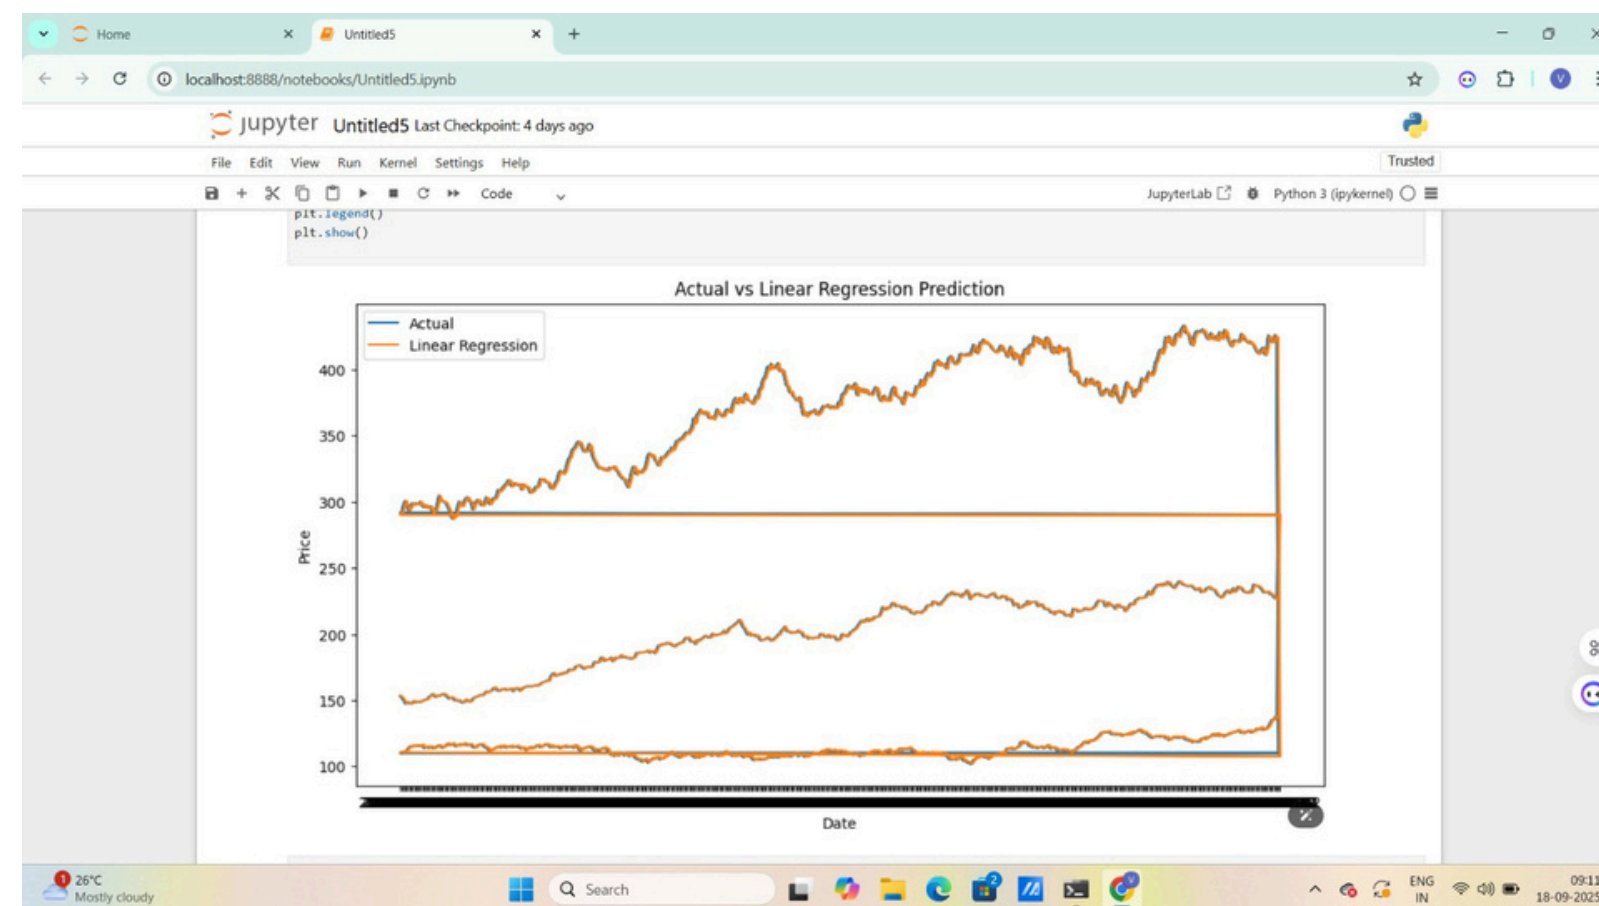 Home
Untitled5
localhost:8888/notebooks/Untitled5.ipynb
V
jupyter Untitled5 Last Checkpoint: 4 days ago
File Edit View Run Kernel Settings Help
Trusted
Code
JupyterLab
Python 3 (ipykernel)
plt.legend()
plt.show()
Actual vs Linear Regression Prediction
Actual
Linear Regression
400
350
300
250
200
150
100
Price
Date
1
26°C
Mostly cloudy
Search
2
V
ENG
IN
09:11
18-09-2025